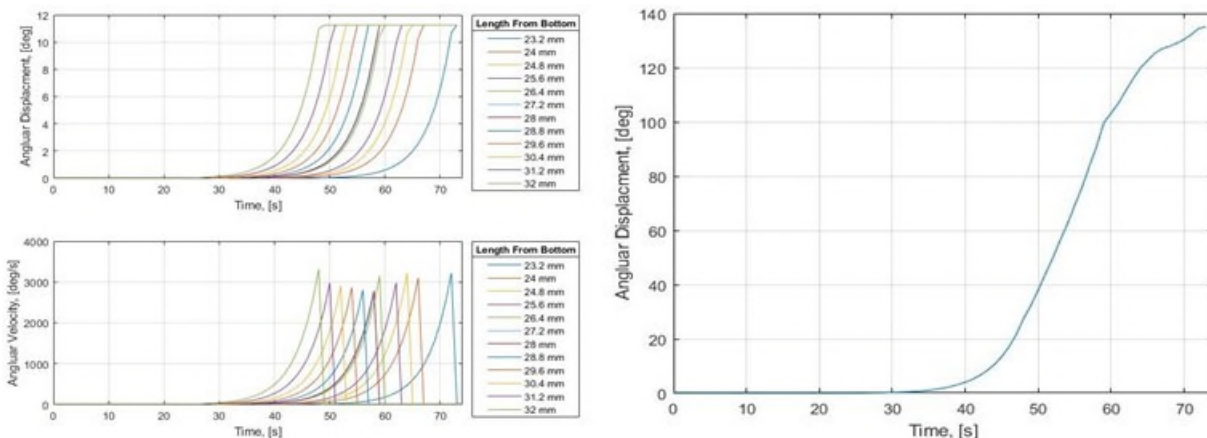 Angluar Displacment, [deg]
12
10
8
6
4
2
0
0 10 20 30 40 50 60 70
Time, [s]
Length From Bottom
23.2 mm
24 mm
24.8 mm
25.6 mm
26.4 mm
27.2 mm
28 mm
28.8 mm
29.6 mm
30.4 mm
31.2 mm
32 mm
Angluar Velocity, [deg/s]
4000
3000
2000
1000
0
0 10 20 30 40 50 60 70
Time, [s]
Length From Bottom
23.2 mm
24 mm
24.8 mm
25.6 mm
26.4 mm
27.2 mm
28 mm
28.8 mm
29.6 mm
30.4 mm
31.2 mm
32 mm
Angluar Displacment, [deg]
140
120
100
80
60
40
20
0
0 10 20 30 40 50 60 70
Time, [s]